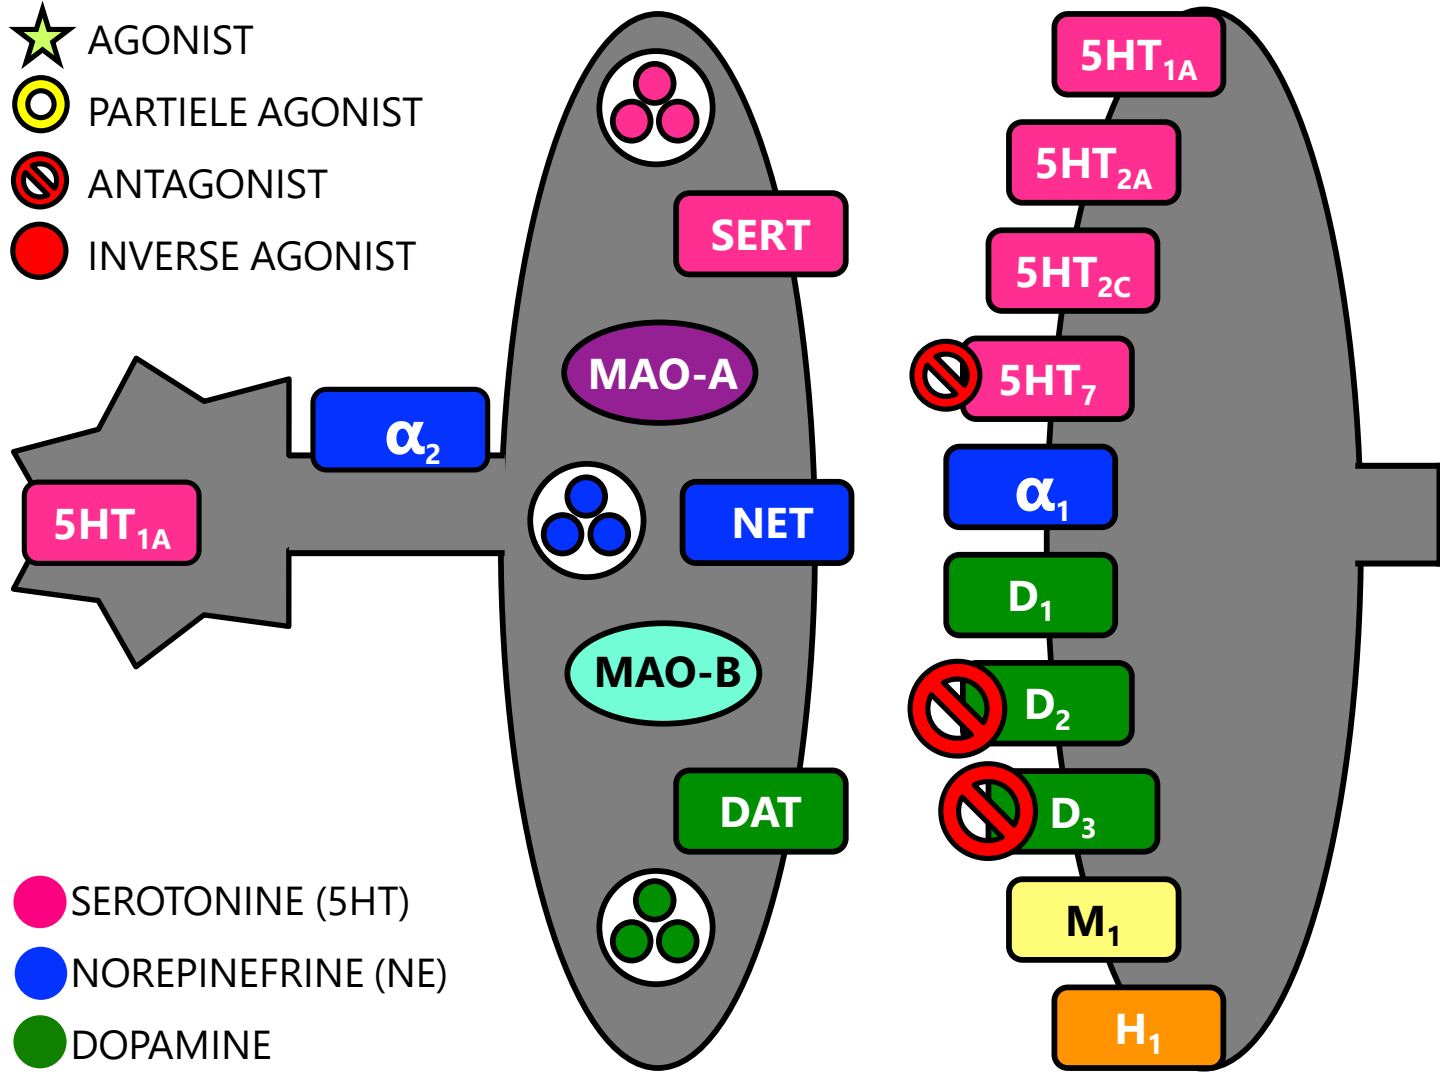 AGONIST
PARTIELE AGONIST
ANTAGONIST
INVERSE AGONIST
5HT1A
α2
SERT
MAO-A
NET
MAO-B
DAT
5HT1A
5HT2A
5HT2C
5HT7
α1
D1
D2
D3
M1
H1
SEROTONINE (5HT)
NOREPINEFRINE (NE)
DOPAMINE